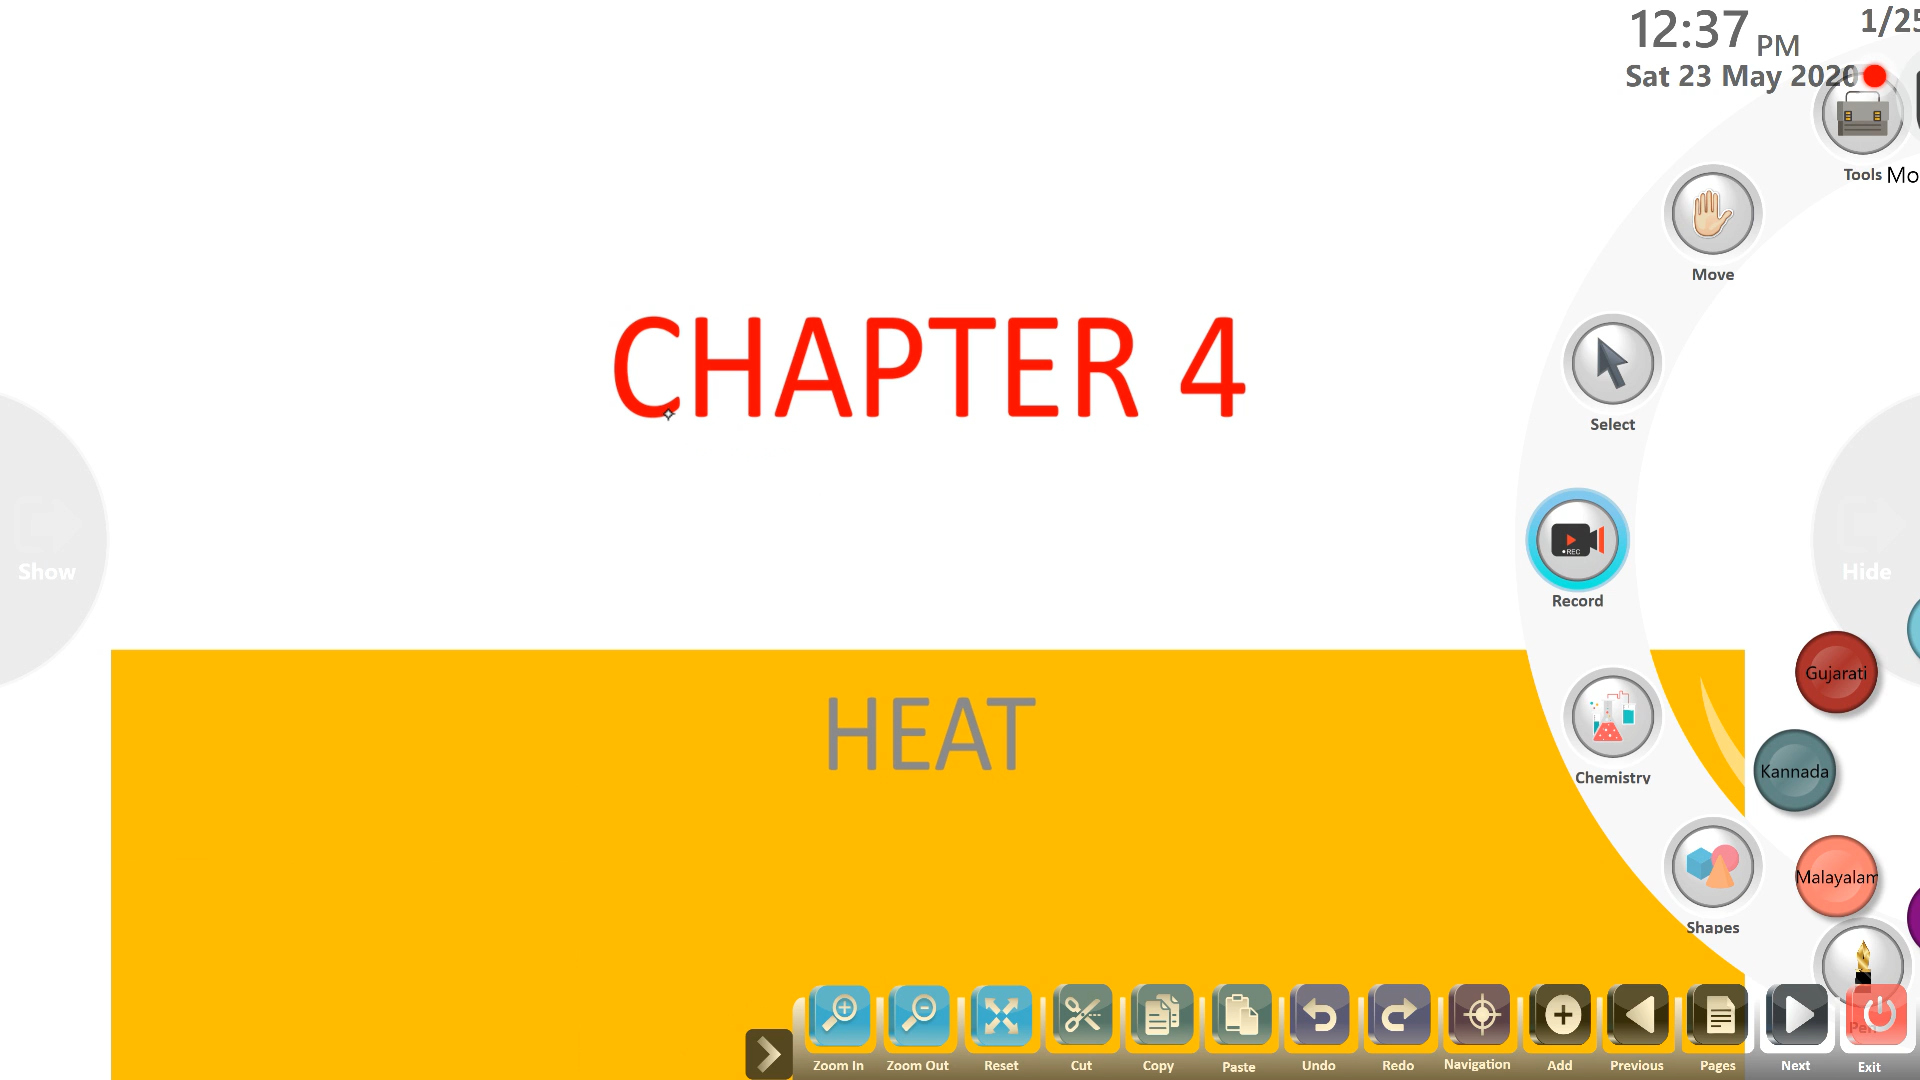 12:37 PM
1/25
Sat 23 May 2020
Tools
Mo
Move
CHAPTER 4
Select
Show
Hide
REC
Record
Gujarati
HEAT
Kannada
Chemistry
Malayalam
Shapes
Zoom In
Zoom Out
Reset
Cut
Copy
Paste
Undo
Redo
Navigation
Add
Previous
Pages
Next
Exit